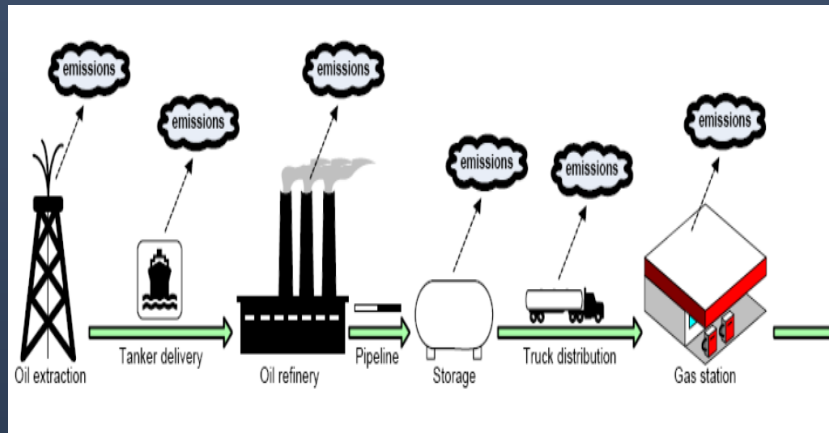 emissions
emissions
emissions
emissions
emissions
emissions
Oil extraction
Tanker delivery
Oil refinery
Pipeline
Storage
Truck distribution
Gas station